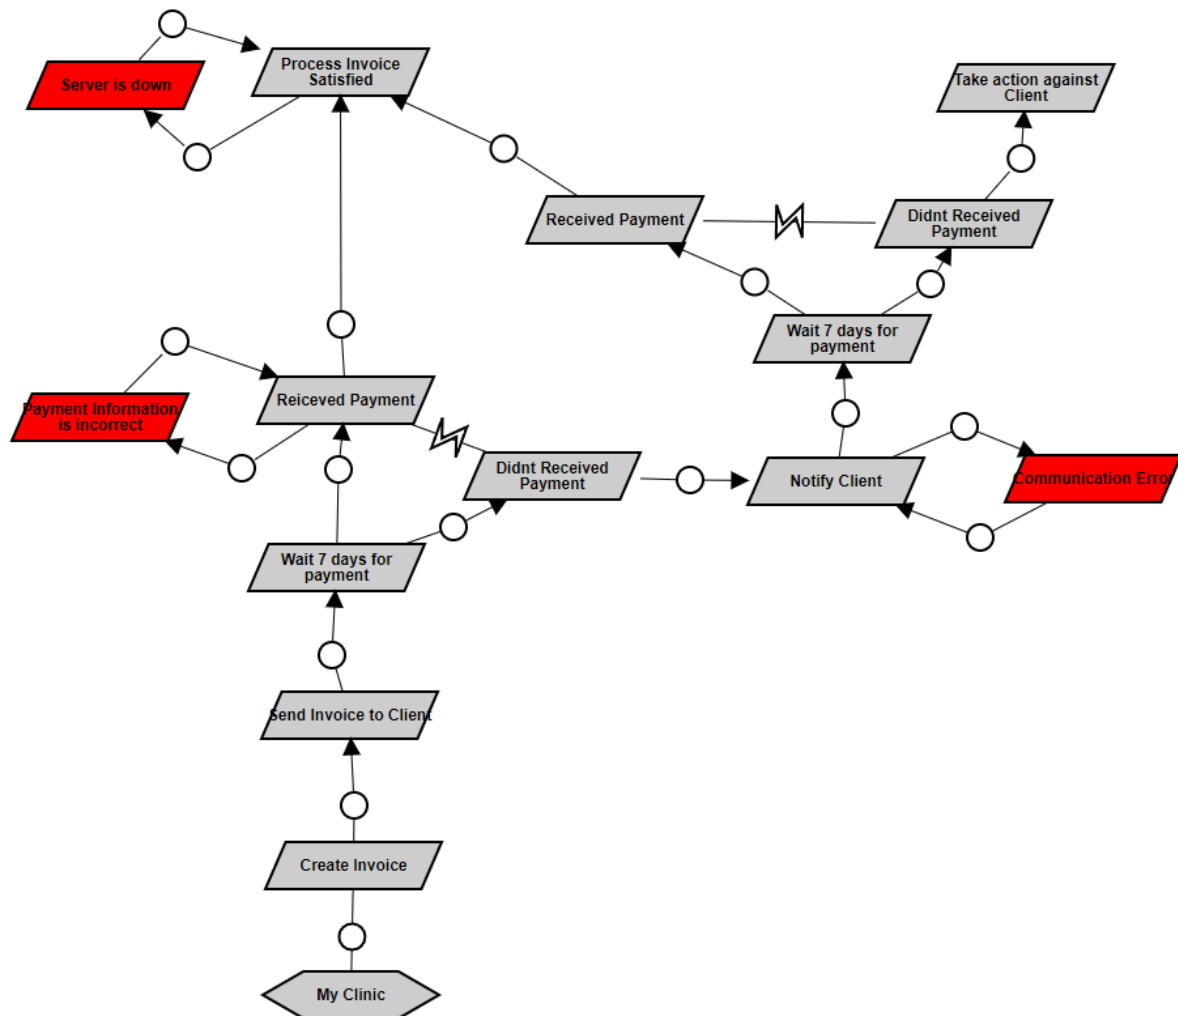 Process Invoice
Satisfied
Server is down
Take action against
Client
Received Payment
Didnt Received
Payment
Wait 7 days for
payment
Reiceved Payment
Payment Information
is incorrect
Didnt Received
Payment
Notify Client
Communication Error
Wait 7 days for
payment
Send Invoice to Client
Create Invoice
My Clinic